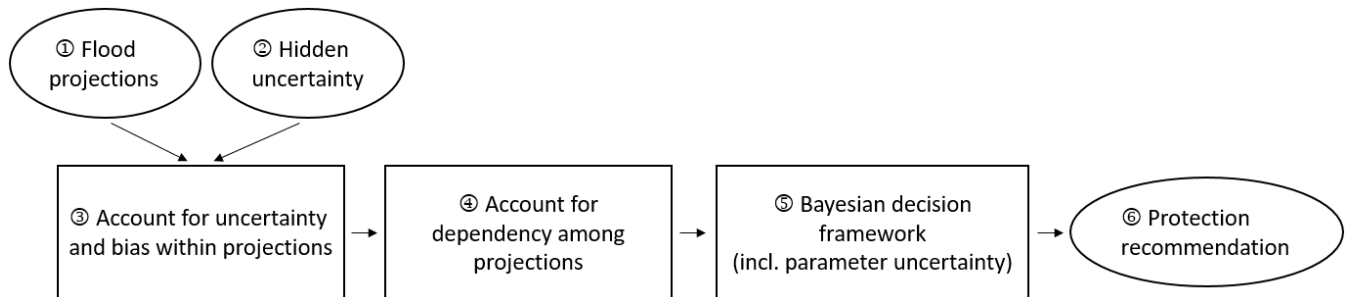 ① Flood
projections
② Hidden
uncertainty
③ Account for uncertainty
and bias within projections
④ Account for
dependency among
projections
⑤ Bayesian decision
framework
(incl. parameter uncertainty)
⑥ Protection
recommendation